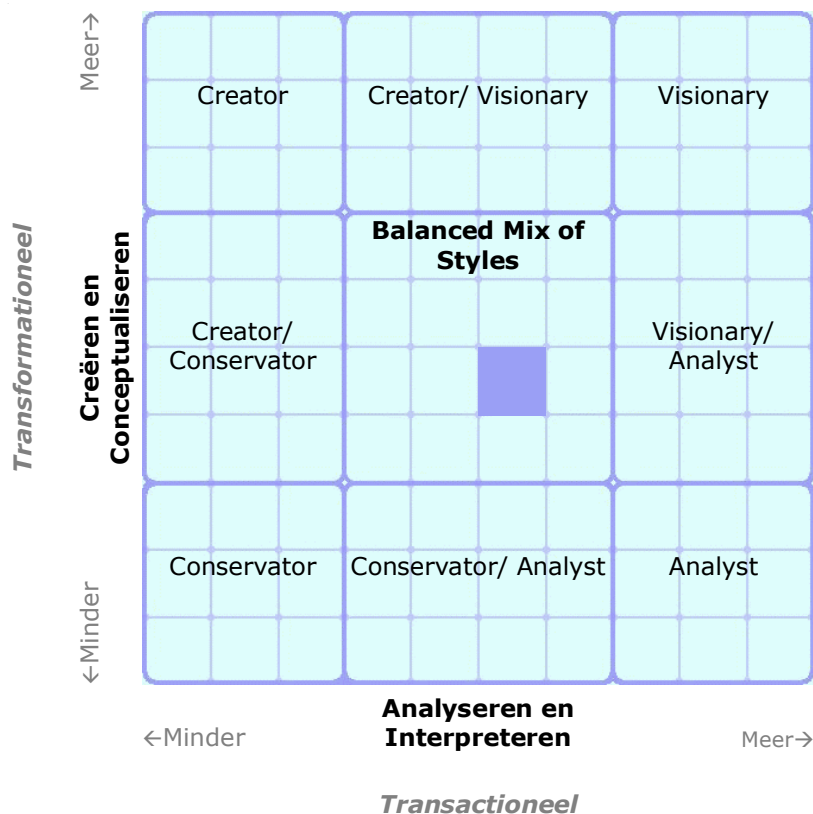 Meer→
Creator
Creator/ Visionary
Visionary
Transformationeel
Creëren en
Conceptualiseren
Balanced Mix of
Styles
Creator/
Conservator
Visionary/
Analyst
Conservator
Conservator/ Analyst
Analyst
←Minder
←Minder
Analyseren en
Interpreteren
Meer→
Transactioneel